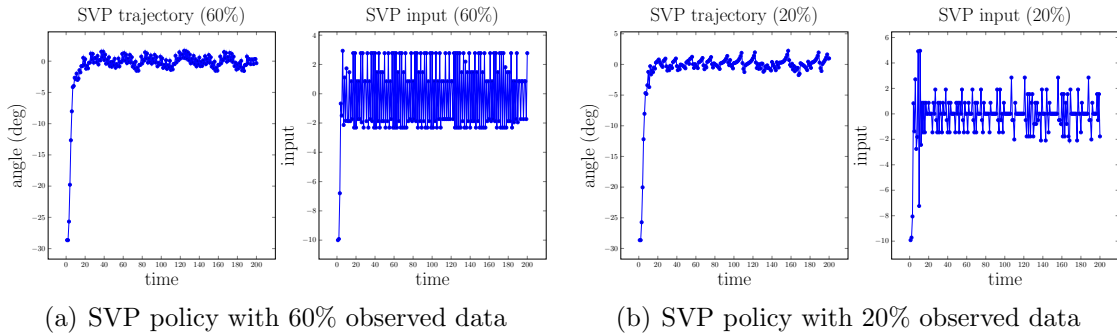 SVP trajectory (60%)
SVP input (60%)
SVP trajectory (20%)
SVP input (20%)
angle (deg)
0
−5
−10
−15
−20
−25
−30
0 20 40 60 80 100 120 140 160 180 200
time
input
4
2
0
−2
−4
−6
−8
−10
0 20 40 60 80 100 120 140 160 180 200
time
angle (deg)
5
0
−5
−10
−15
−20
−25
−30
0 20 40 60 80 100 120 140 160 180 200
time
input
6
4
2
0
−2
−4
−6
−8
−10
0 20 40 60 80 100 120 140 160 180 200
time
(a) SVP policy with 60% observed data
(b) SVP policy with 20% observed data